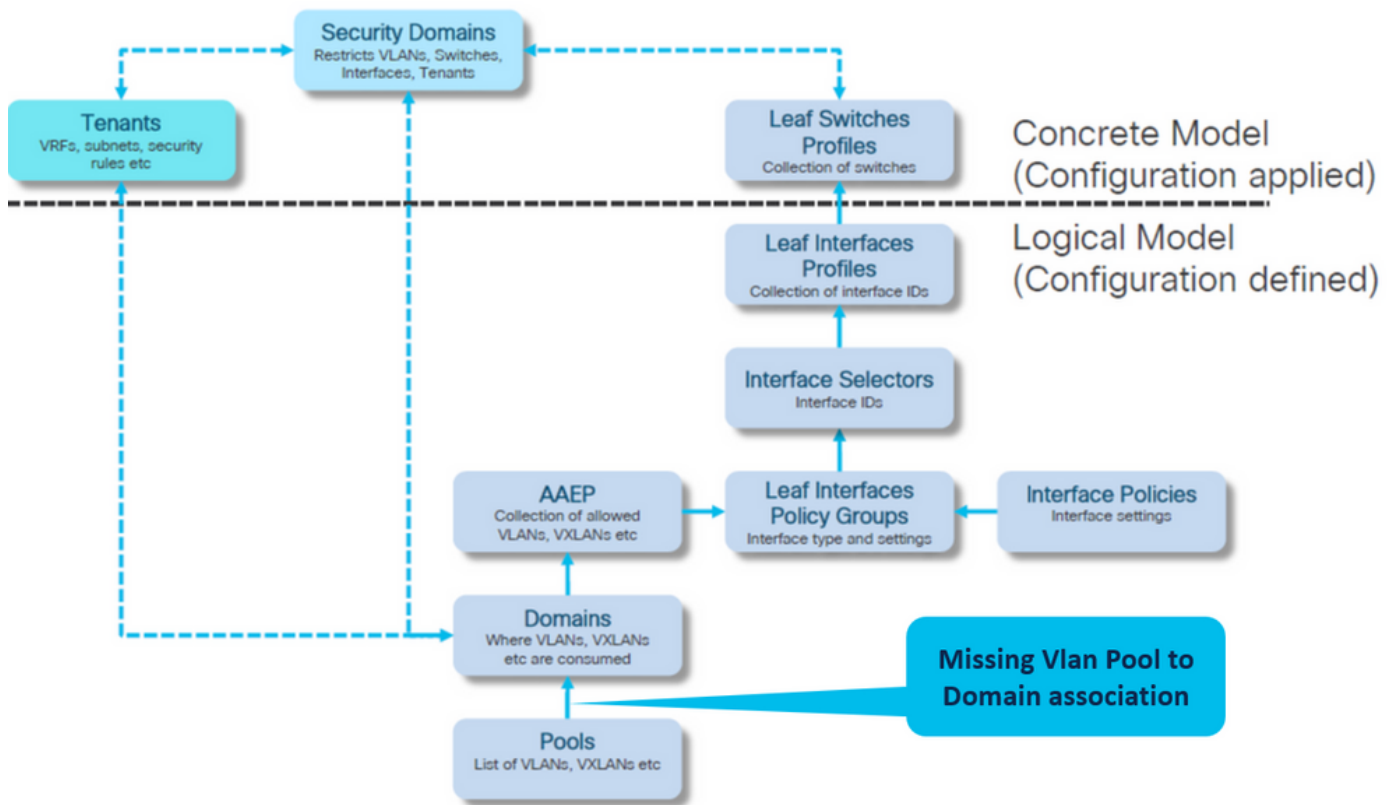 Security Domains
Restricts VLANs, Switches,
Interfaces, Tenants
Tenants
VRFs, subnets, security
rules etc
Leaf Switches
Profiles
Collection of switches
Concrete Model
(Configuration applied)
Leaf Interfaces
Profiles
Collection of interface IDs
Logical Model
(Configuration defined)
Interface Selectors
Interface IDs
AAEP
Collection of allowed
VLANs, VXLANs etc
Leaf Interfaces
Policy Groups
Interface type and settings
Interface Policies
Interface settings
Domains
Where VLANs, VXLANs
etc are consumed
Missing Vlan Pool to
Domain association
Pools
List of VLANs, VXLANs etc